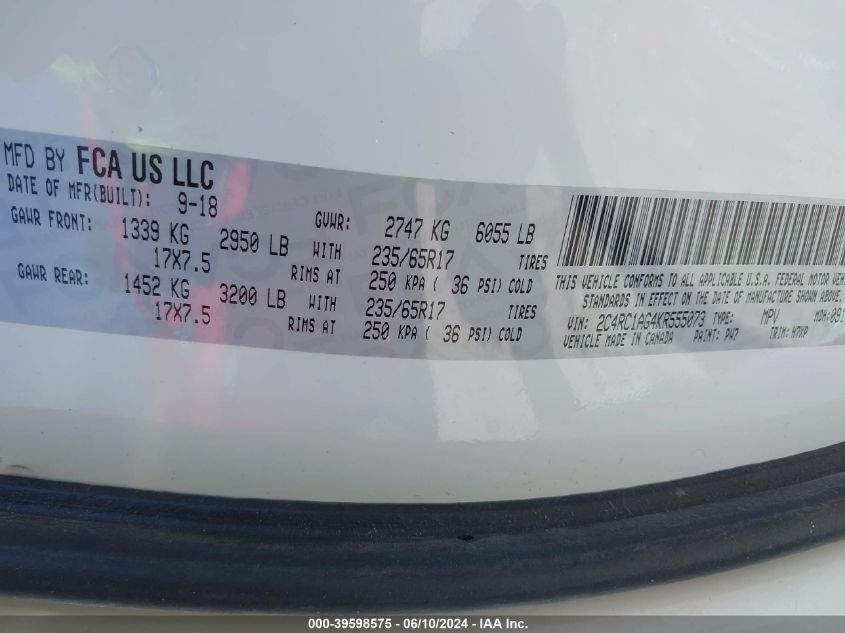 MFD BY FCA US LLC
DATE OF MFR(BUILT): 9-18
GVWR: 2747 KG 6055 LB
GAWR FRONT: 1339 KG 2950 LB WITH 235/65R17 TIRES
17X7.5 RIMS AT 250 KPA ( 36 PSI) COLD
GAWR REAR: 1452 KG 3200 LB WITH 235/65R17 TIRES
17X7.5 RIMS AT 250 KPA ( 36 PSI) COLD
THIS VEHICLE CONFORMS TO ALL APPLICABLE U.S.A. FEDERAL MOTOR
STANDARDS IN EFFECT ON THE DATE OF MANUFACTURE SHOWN ABOVE.
VIN: 2C4RC1AG4KR555073 TYPE: MPV MDH:
VEHICLE MADE IN CANADA PAINT: PW7 TRIM:
000-39598575 / 06/10/2024 / IAA Inc.